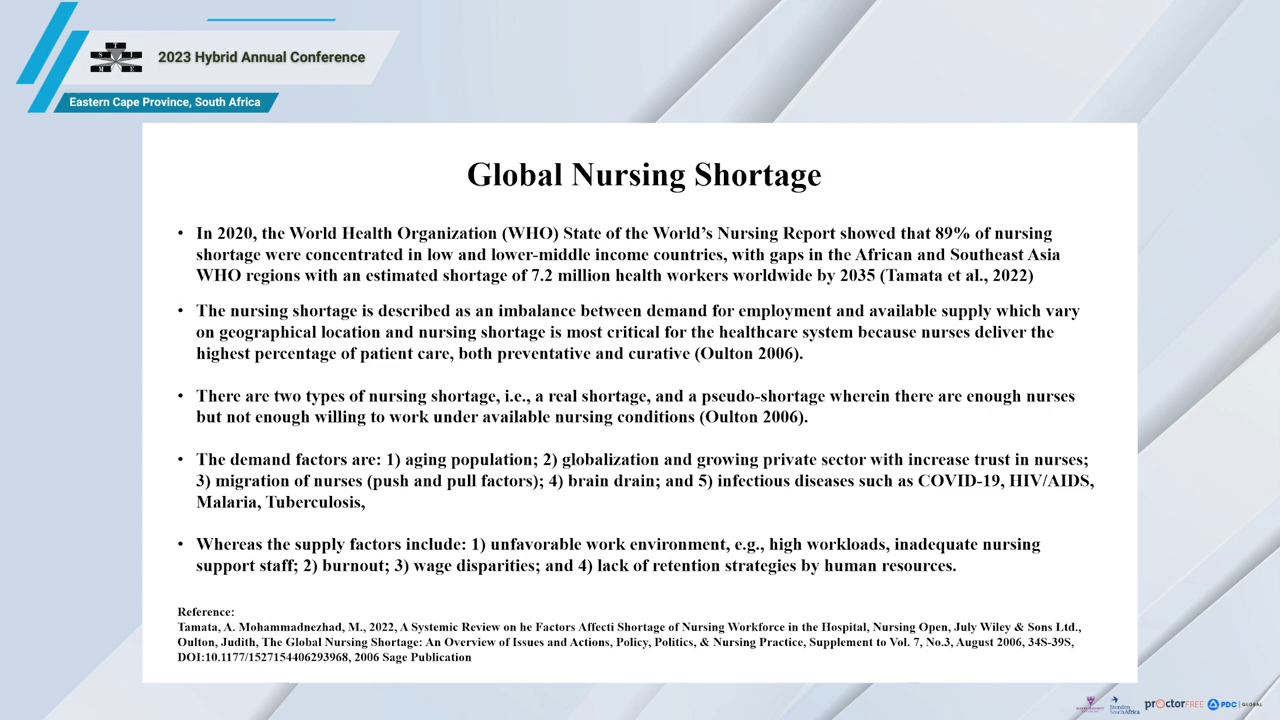 2023 Hybrid Annual Conference
Eastern Cape Province, South Africa
Global Nursing Shortage
• In 2020, the World Health Organization (WHO) State of the World's Nursing Report showed that 89% of nursing
shortage were concentrated in low and lower-middle income countries, with gaps in the African and Southeast Asia
WHO regions with an estimated shortage of 7.2 million health workers worldwide by 2035 (Tamata et al., 2022)
• The nursing shortage is described as an imbalance between demand for employment and available supply which vary
on geographical location and nursing shortage is most critical for the healthcare system because nurses deliver the
highest percentage of patient care, both preventative and curative (Oulton 2006).
• There are two types of nursing shortage, i.e., a real shortage, and a pseudo-shortage wherein there are enough nurses
but not enough willing to work under available nursing conditions (Oulton 2006).
• The demand factors are: 1) aging population; 2) globalization and growing private sector with increase trust in nurses;
3) migration of nurses (push and pull factors); 4) brain drain; and 5) infectious diseases such as COVID-19, HIV/AIDS,
Malaria, Tuberculosis,
• Whereas the supply factors include: 1) unfavorable work environment, e.g., high workloads, inadequate nursing
support staff; 2) burnout; 3) wage disparities; and 4) lack of retention strategies by human resources.
Reference:
Tamata, A. Mohammadnezhad, M., 2022, A Systemic Review on he Factors Affecti Shortage of Nursing Workforce in the Hospital, Nursing Open, July Wiley & Sons Ltd.,
Oulton, Judith, The Global Nursing Shortage: An Overview of Issues and Actions, Policy, Politics, & Nursing Practice, Supplement to Vol. 7, No.3, August 2006, 34S-39S,
DOI:10.1177/1527154406293968, 2006 Sage Publication
Stenden
South Africa
proctorFREE
PDC | GLOBAL